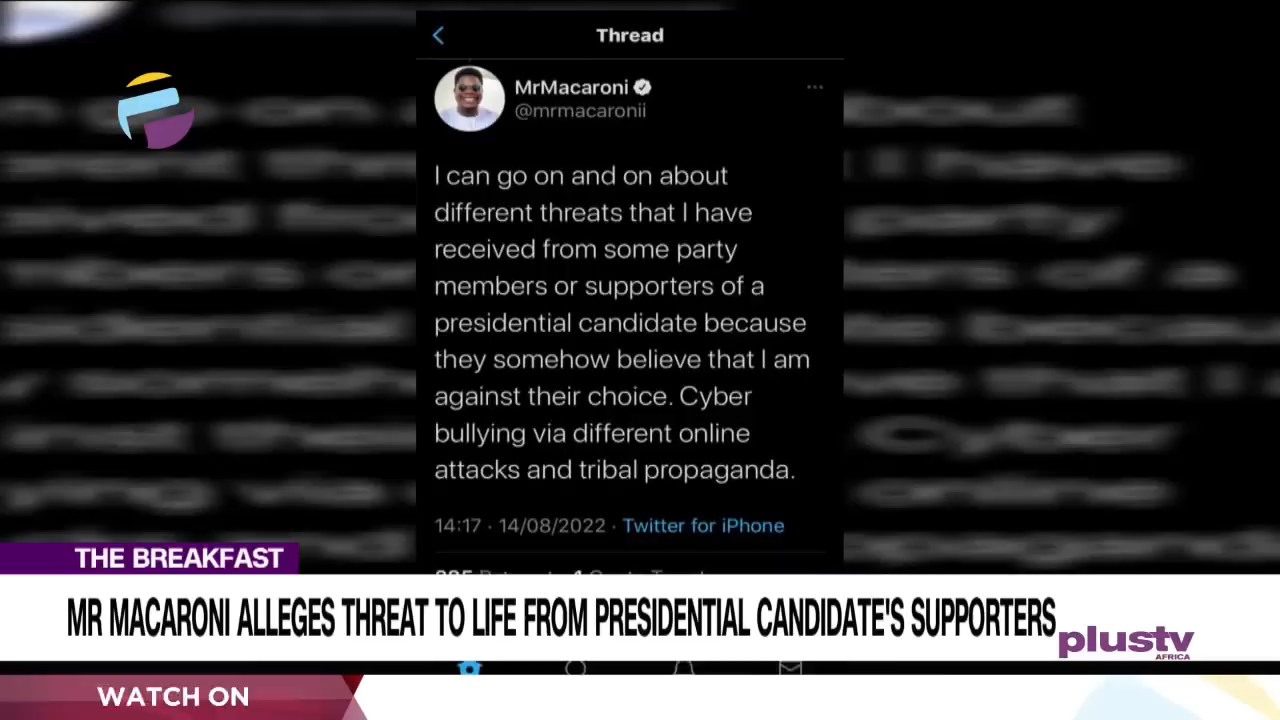 Thread
MrMacaroni
@mrmacaronii
I can go on and on about
different threats that I have
received from some party
members or supporters of a
presidential candidate because
they somehow believe that I am
against their choice. Cyber
bullying via different online
attacks and tribal propaganda.
14:17 · 14/08/2022 · Twitter for iPhone
THE BREAKFAST
MR MACARONI ALLEGES THREAT TO LIFE FROM PRESIDENTIAL CANDIDATE'S SUPPORTERS
plustv
AFRICA
WATCH ON